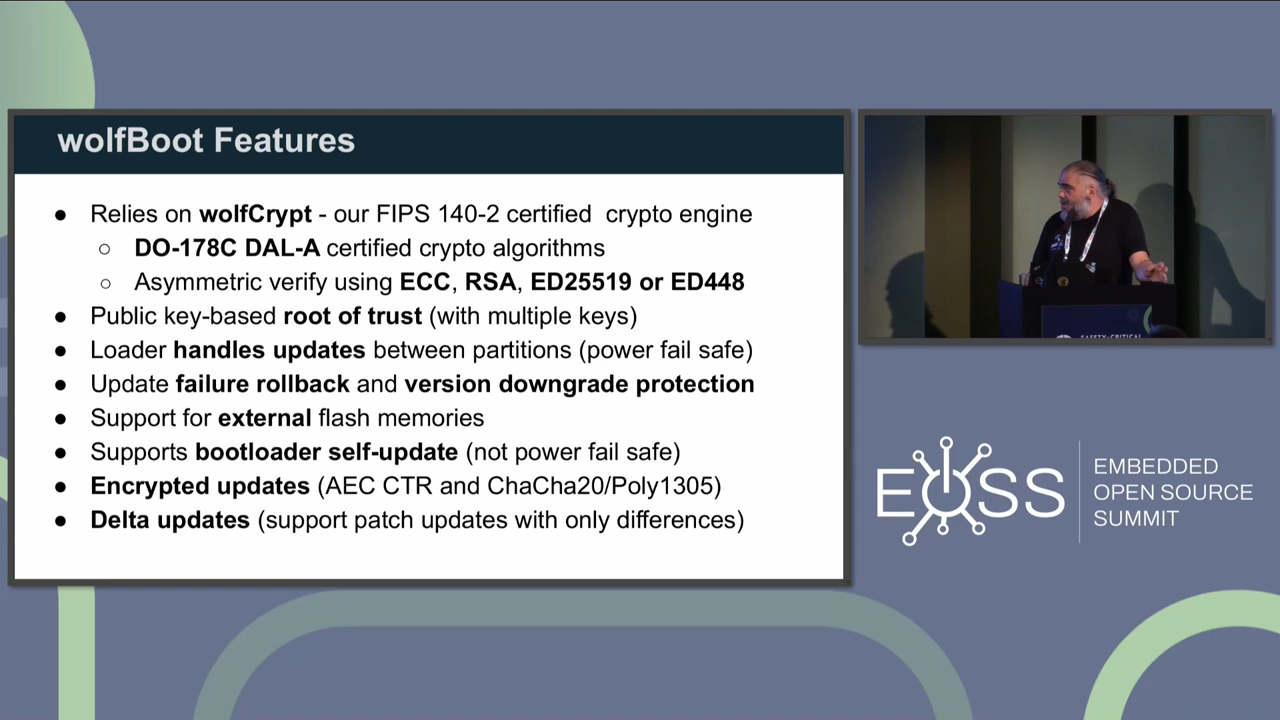 wolfBoot Features
● Relies on wolfCrypt - our FIPS 140-2 certified crypto engine
○ DO-178C DAL-A certified crypto algorithms
○ Asymmetric verify using ECC, RSA, ED25519 or ED448
● Public key-based root of trust (with multiple keys)
● Loader handles updates between partitions (power fail safe)
● Update failure rollback and version downgrade protection
● Support for external flash memories
● Supports bootloader self-update (not power fail safe)
● Encrypted updates (AEC CTR and ChaCha20/Poly1305)
● Delta updates (support patch updates with only differences)
SAFETY-CRITICAL
EOSS
EMBEDDED
OPEN SOURCE
SUMMIT